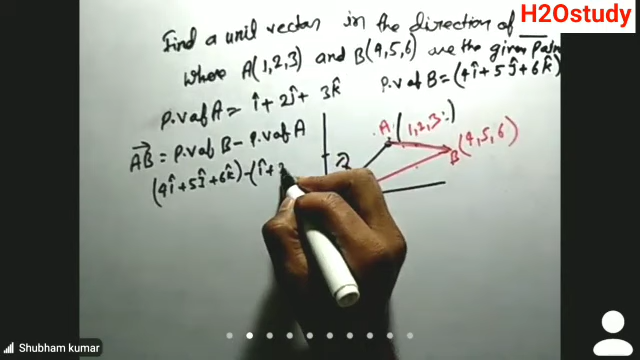 H2Ostudy
Find a unit vector in the direction of
where A(1,2,3) and B(4,5,6) are the given
P.V of A = î + 2ĵ + 3k̂
P.V of B = (4î + 5ĵ + 6k̂)
A (1,2,3)
B (4,5,6)
A⃗B⃗ = P.V of B - P.V of A
(4î + 5ĵ + 6k̂) - (î +
Shubham kumar